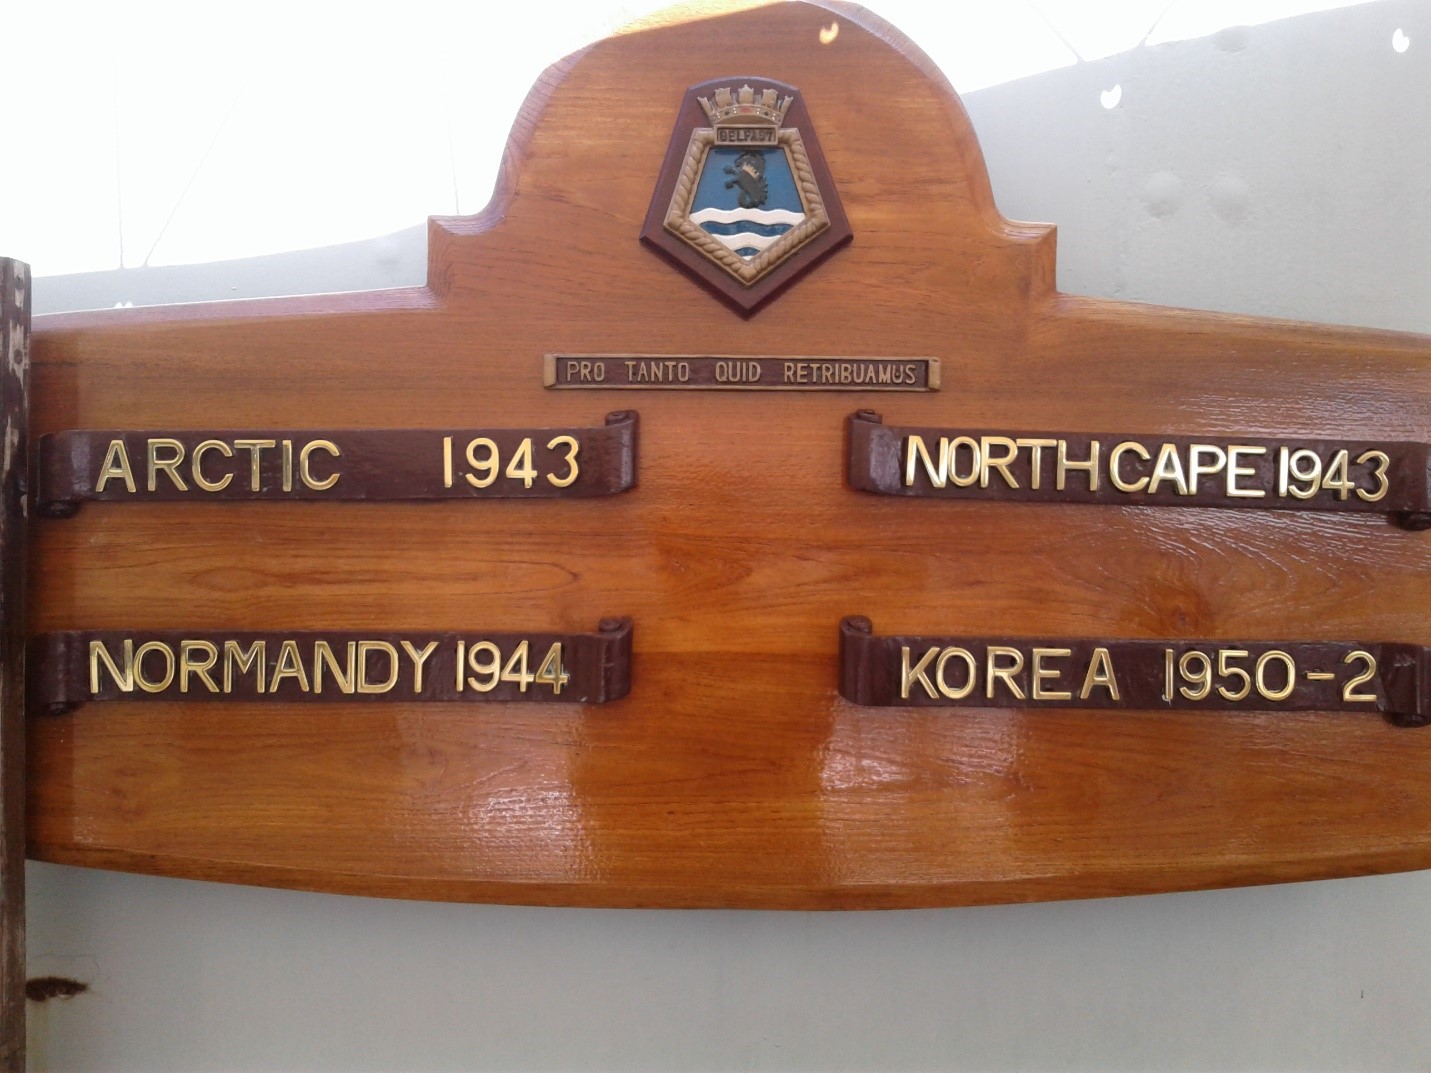 BELFAST
PRO TANTO QUID RETRIBUAMUS
ARCTIC 1943
NORTH CAPE 1943
NORMANDY 1944
KOREA 1950-2